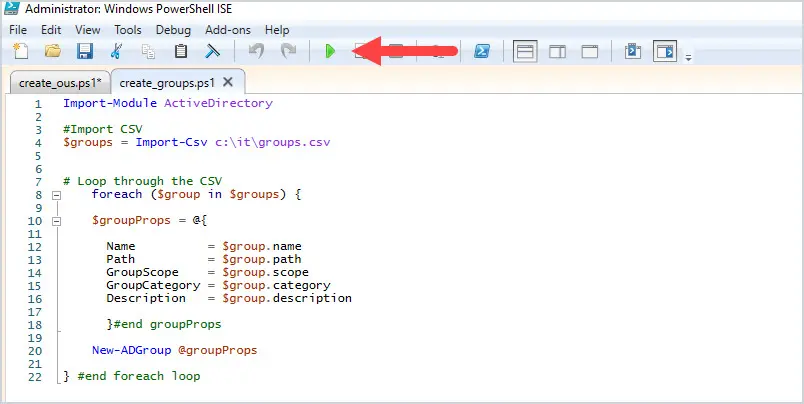 Administrator: Windows PowerShell ISE
File Edit View Tools Debug Add-ons Help
create_ous.ps1* create_groups.ps1
1 Import-Module ActiveDirectory
2
3 #Import CSV
4 $groups = Import-Csv c:\it\groups.csv
5
6
7 # Loop through the CSV
8 foreach ($group in $groups) {
9
10 $groupProps = @{
11
12 Name = $group.name
13 Path = $group.path
14 GroupScope = $group.scope
15 GroupCategory = $group.category
16 Description = $group.description
17
18 }#end groupProps
19
20 New-ADGroup @groupProps
21
22 } #end foreach loop